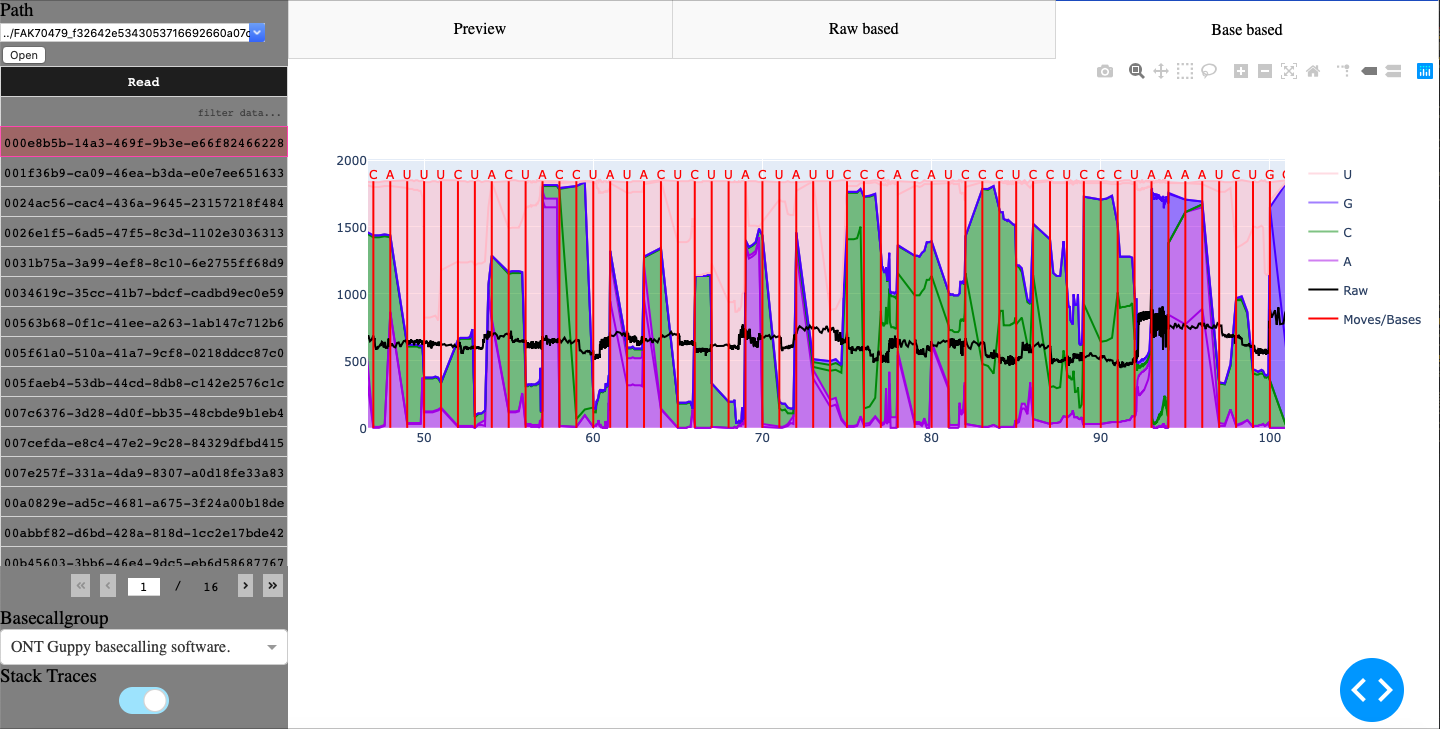 Path
../FAK70479_f32642e5343053716692660a07c
Open
Read
filter data...
000e8b5b-14a3-469f-9b3e-e66f82466228
001f36b9-ca09-46ea-b3da-e0e7ee651633
0024ac56-cac4-436a-9645-23157218f484
0026e1f5-6ad5-47f5-8c3d-1102e3036313
0031b75a-3a99-4ef8-8c10-6e2753ff68d9
0034619c-35cc-41b7-bdcf-cadbd9ec0e59
00563b68-0f1c-41ee-a263-1ab147c712b6
005f61a0-510a-41a7-9cf8-0218ddcc87c0
005faeb4-53db-44cd-8db8-c142e2576c1c
007c6376-3d28-4d0f-bb35-48cbde9b1eb4
007cefda-e8c4-47e2-9c28-84329dfbd415
007e257f-331a-4da9-8307-a0d18fe33a83
00a0829e-ad5c-4681-a675-3f24a00b18de
00abbf82-d6bd-428a-818d-1cc2e17bde42
00b45603-3bb6-46e4-9dc5-eb6d58687767
1 / 16
Basecallgroup
ONT Guppy basecalling software.
Stack Traces
Preview
Raw based
Base based
2000
C A U U U C U A C U A C C U A U A C U C U U A C U A U U C C C A C A U C C C U C C U C C C U A A A A U C U G C
1500
1000
500
0
50 60 70 80 90 100
U
G
C
A
Raw
Moves/Bases